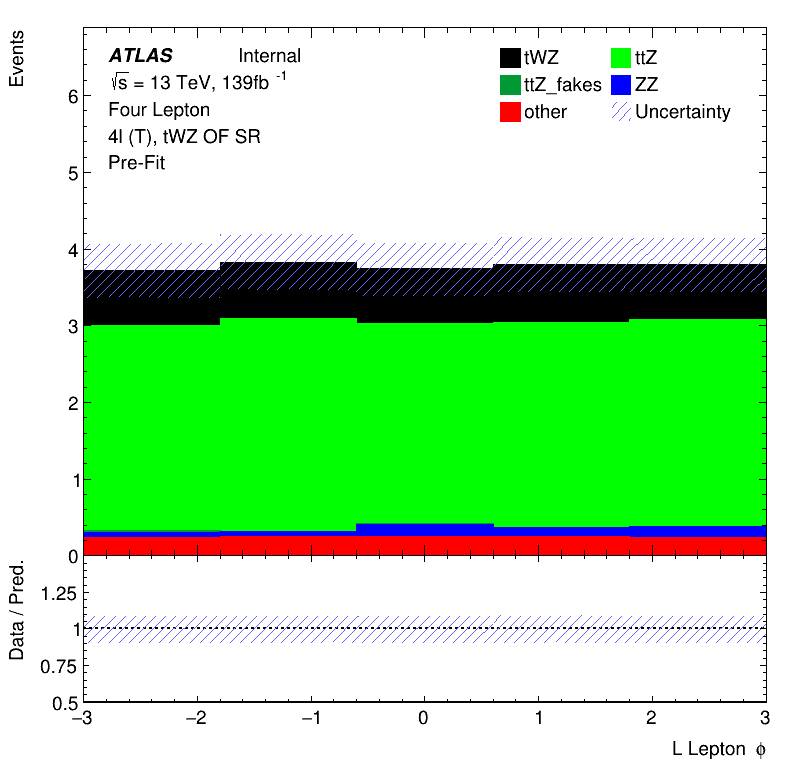 Events
ATLAS Internal
√s = 13 TeV, 139fb -1
Four Lepton
4l (T), tWZ OF SR
Pre-Fit
tWZ ttZ
ttZ_fakes ZZ
other Uncertainty
6
5
4
3
2
1
0
Data / Pred.
1.25
1
0.75
0.5
−3 −2 −1 0 1 2 3
L Lepton ϕ